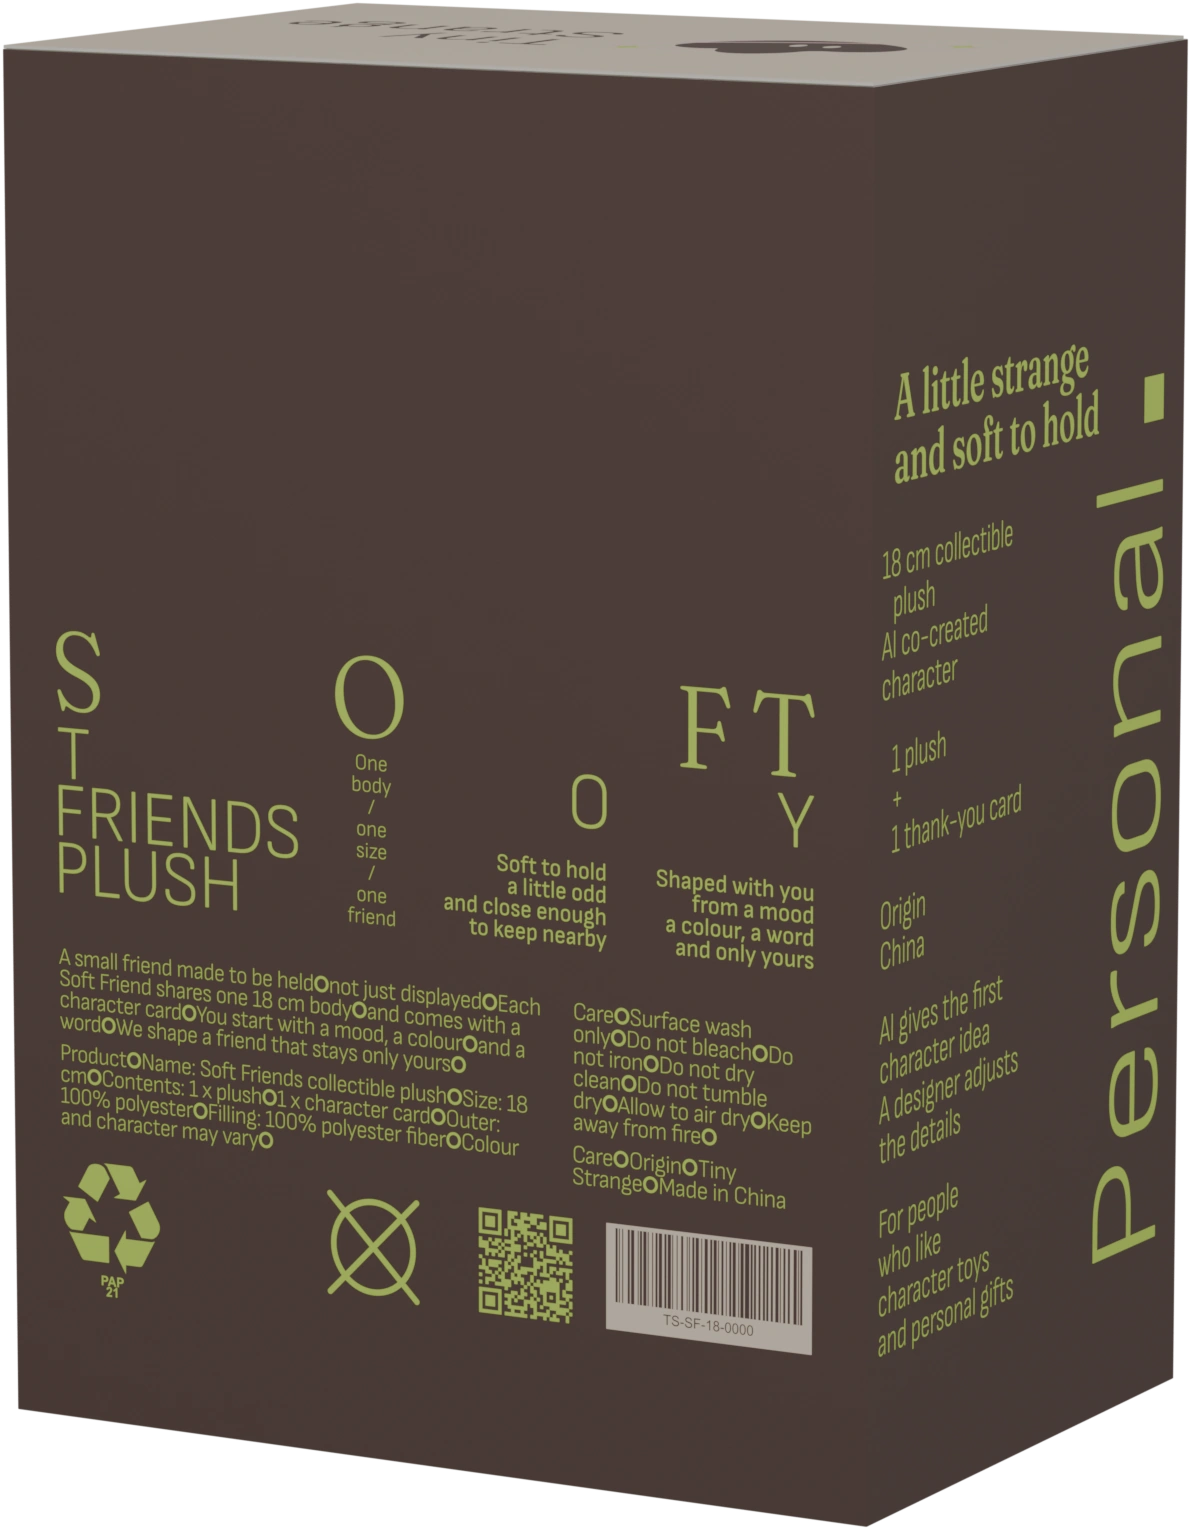 Tiny
Strange
S O F T
T O Y
FRIENDS
PLUSH
One
body
/
one
size
/
one
friend
Soft to hold
a little odd
and close enough
to keep nearby
Shaped with you
from a mood
a colour, a word
and only yours
A small friend made to be heldOnot just displayedOEach
Soft Friend shares one 18 cm bodyOand comes with a
character cardOYou start with a mood, a colourOand a
wordOWe shape a friend that stays only yoursO
ProductOName: Soft Friends collectible plushOSize: 18
cmOContents: 1 x plushO1 x character cardOOuter:
100% polyesterOFilling: 100% polyester fiberOColour
and character may varyO
CareOSurface wash
onlyODo not bleachODo
not ironODo not dry
cleanODo not tumble
dryOAllow to air dryOKeep
away from fireO
CareOOriginOTiny
StrangeOMade in China
PAP
21
TS-SF-18-0000
A little strange
and soft to hold
18 cm collectible
plush
AI co-created
character
1 plush
+
1 thank-you card
Origin
China
AI gives the first
character idea
A designer adjusts
the details
For people
who like
character toys
and personal gifts
Personal